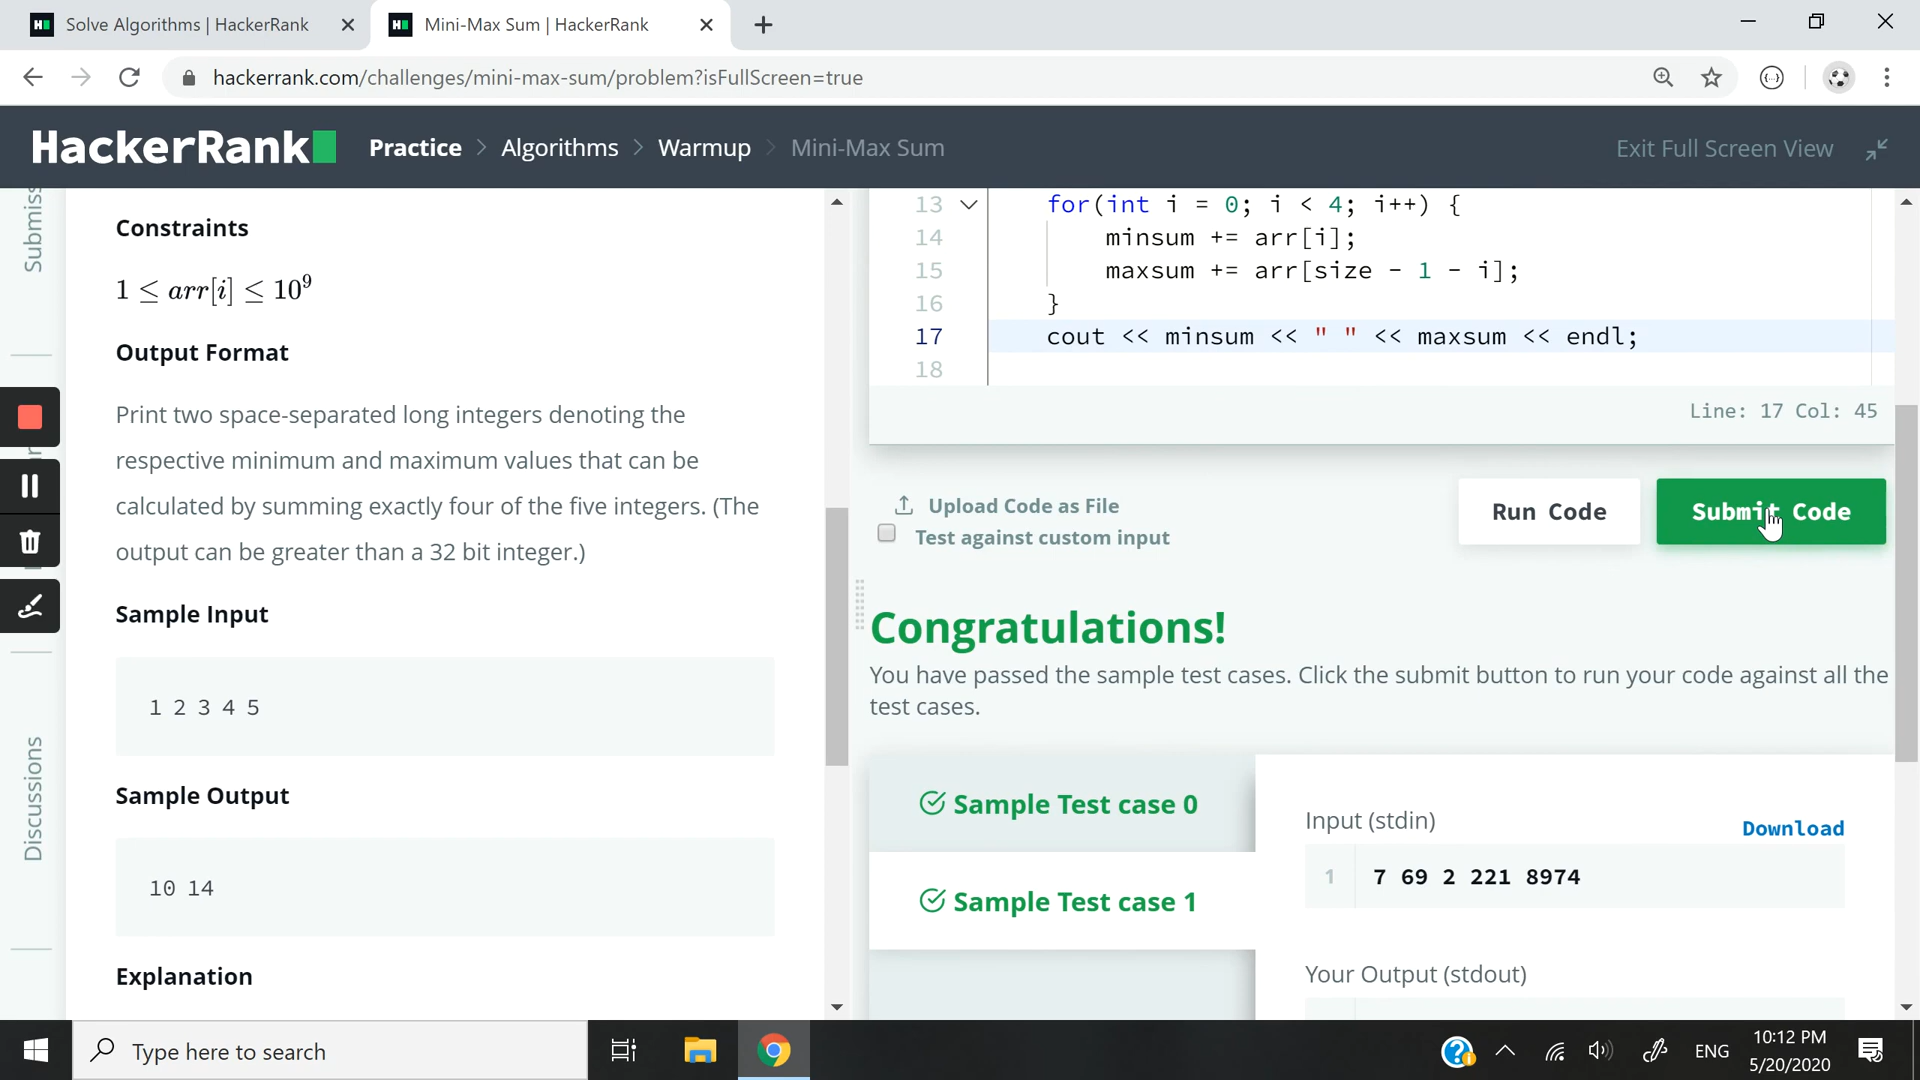 Solve Algorithms | HackerRank
Mini-Max Sum | HackerRank
hackerrank.com/challenges/mini-max-sum/problem?isFullScreen=true
HackerRank
Practice > Algorithms > Warmup > Mini-Max Sum
Exit Full Screen View
Submiss
Discussions
Constraints
1 ≤ arr[i] ≤ 10⁹
Output Format
Print two space-separated long integers denoting the
respective minimum and maximum values that can be
calculated by summing exactly four of the five integers. (The
output can be greater than a 32 bit integer.)
Sample Input
1 2 3 4 5
Sample Output
10 14
Explanation
13 for(int i = 0; i < 4; i++) {
14 minsum += arr[i];
15 maxsum += arr[size - 1 - i];
16 }
17 cout << minsum << " " << maxsum << endl;
18
Line: 17 Col: 45
Upload Code as File
Test against custom input
Run Code
Submit Code
Congratulations!
You have passed the sample test cases. Click the submit button to run your code against all the
test cases.
Sample Test case 0
Sample Test case 1
Input (stdin)
Download
1 7 69 2 221 8974
Your Output (stdout)
Type here to search
ENG
10:12 PM
5/20/2020